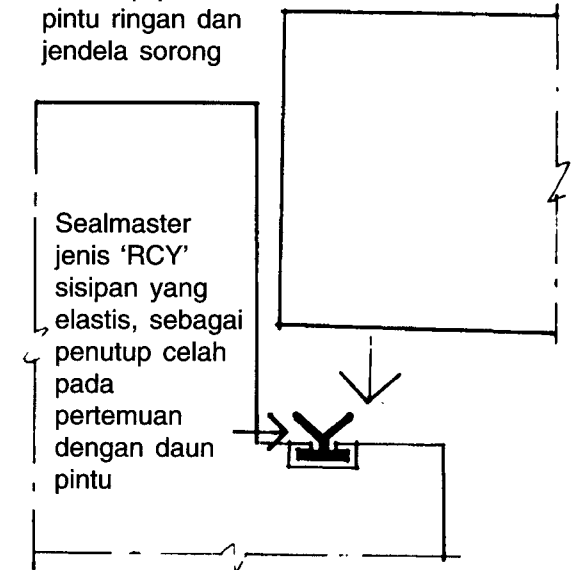 pintu ringan dan
jendela sorong
Sealmaster
jenis ‘RCY’
sisipan yang
elastis, sebagai
penutup celah
pada
pertemuan
dengan daun
pintu